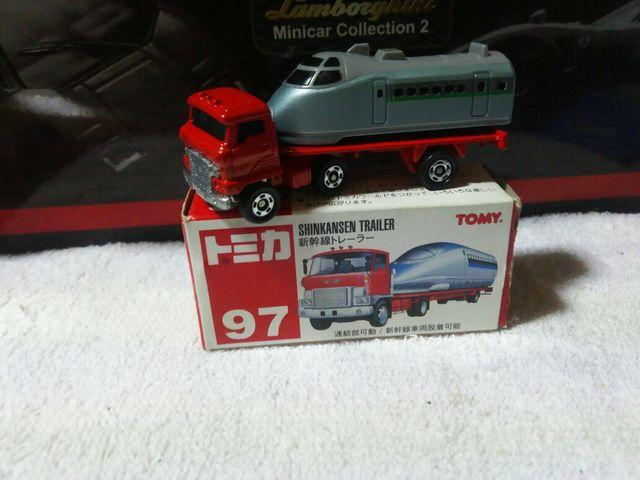 Lamborghini
Minicar Collection 2
トミカ
97
SHINKANSEN TRAILER
新幹線トレーラー
TOMY
連結部可動/新幹線車両脱着可能